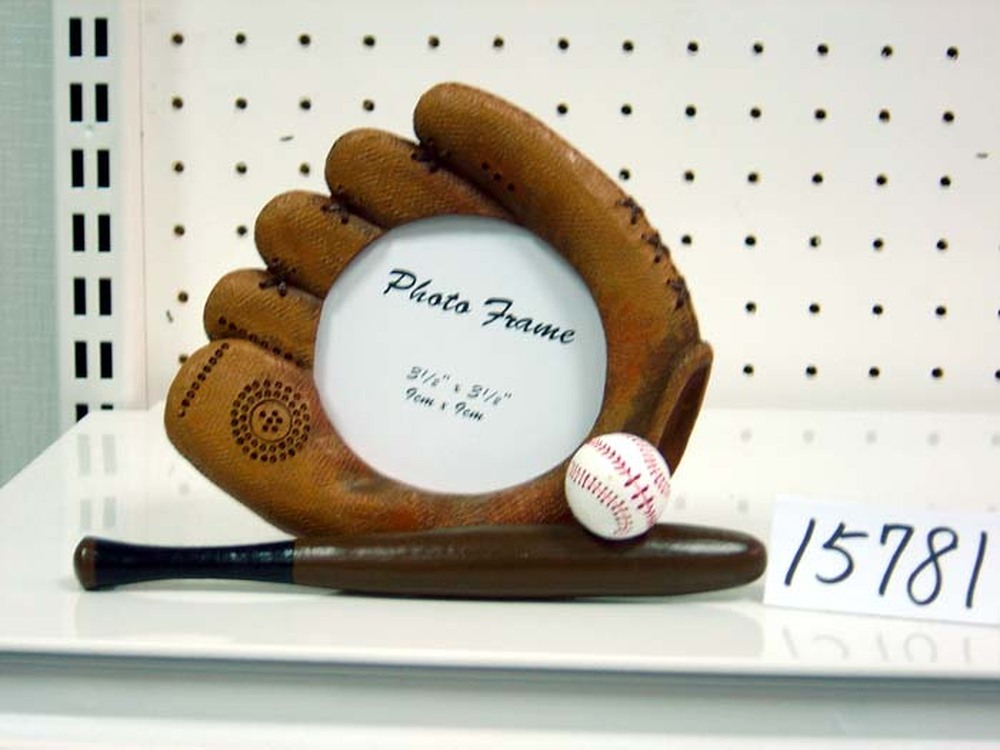 Photo Frame
3½" x 3½"
9cm x 9cm
15781